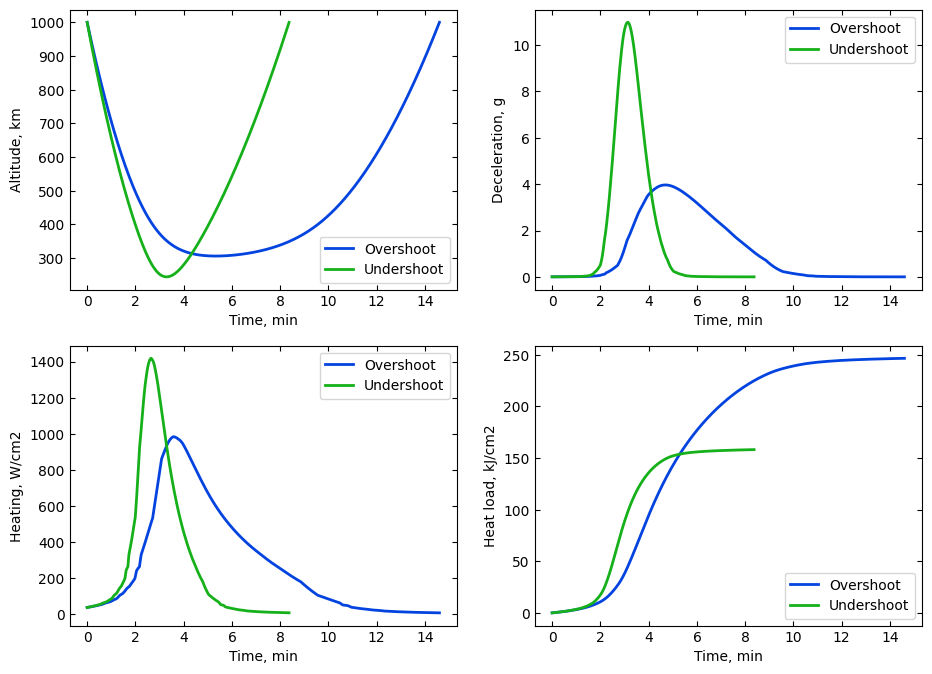 1000
900
800
700
600
500
400
300
Altitude, km
Overshoot
Undershoot
0 2 4 6 8 10 12 14
Time, min
10
8
6
4
2
0
Deceleration, g
Overshoot
Undershoot
0 2 4 6 8 10 12 14
Time, min
1400
1200
1000
800
600
400
200
0
Heating, W/cm2
Overshoot
Undershoot
0 2 4 6 8 10 12 14
Time, min
250
200
150
100
50
0
Heat load, kJ/cm2
Overshoot
Undershoot
0 2 4 6 8 10 12 14
Time, min